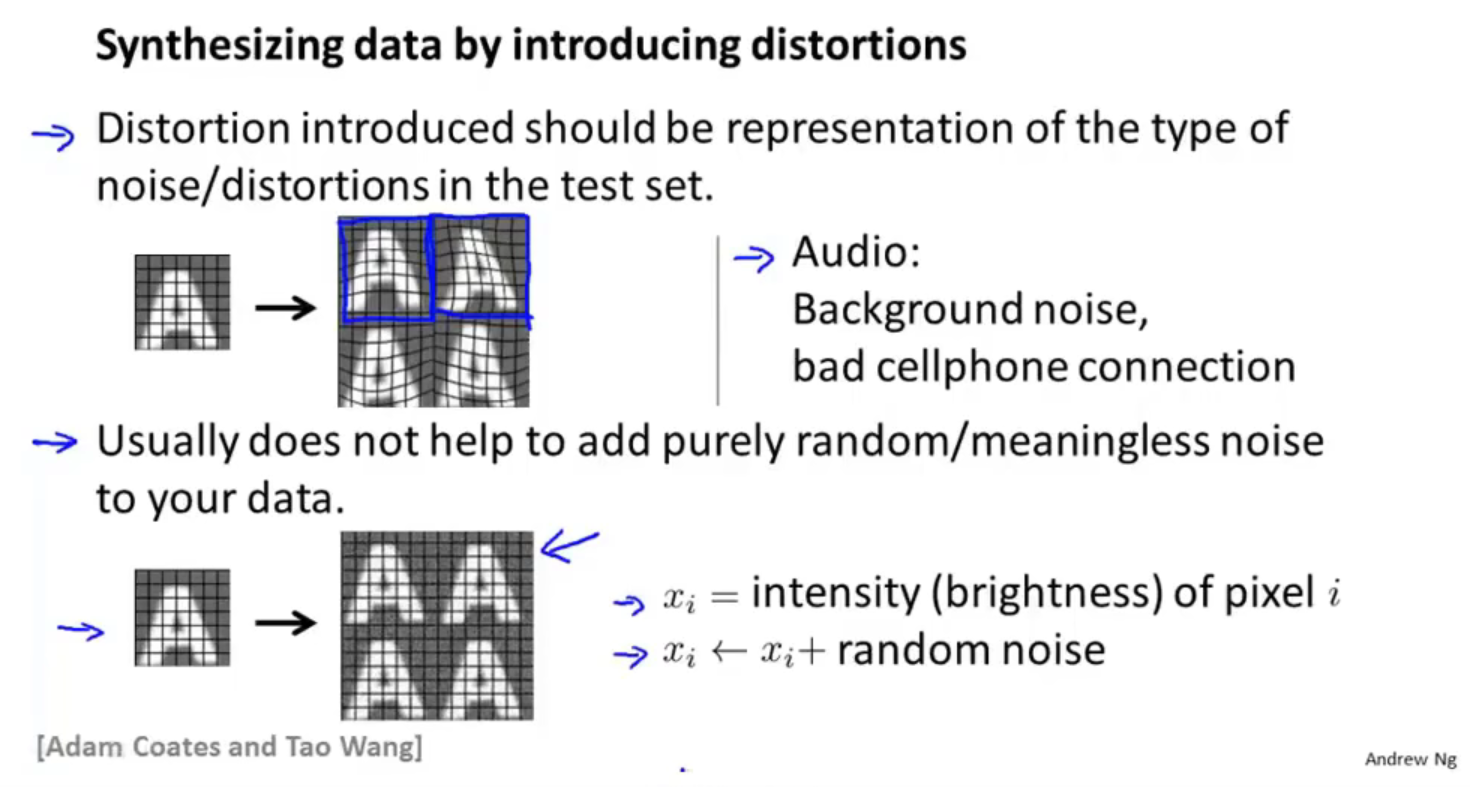 Synthesizing data by introducing distortions
Distortion introduced should be representation of the type of
noise/distortions in the test set.
A
A A
A A
Audio:
Background noise,
bad cellphone connection
Usually does not help to add purely random/meaningless noise
to your data.
A
A A
A A
x_i = intensity (brightness) of pixel i
x_i ← x_i+ random noise
[Adam Coates and Tao Wang]
Andrew Ng